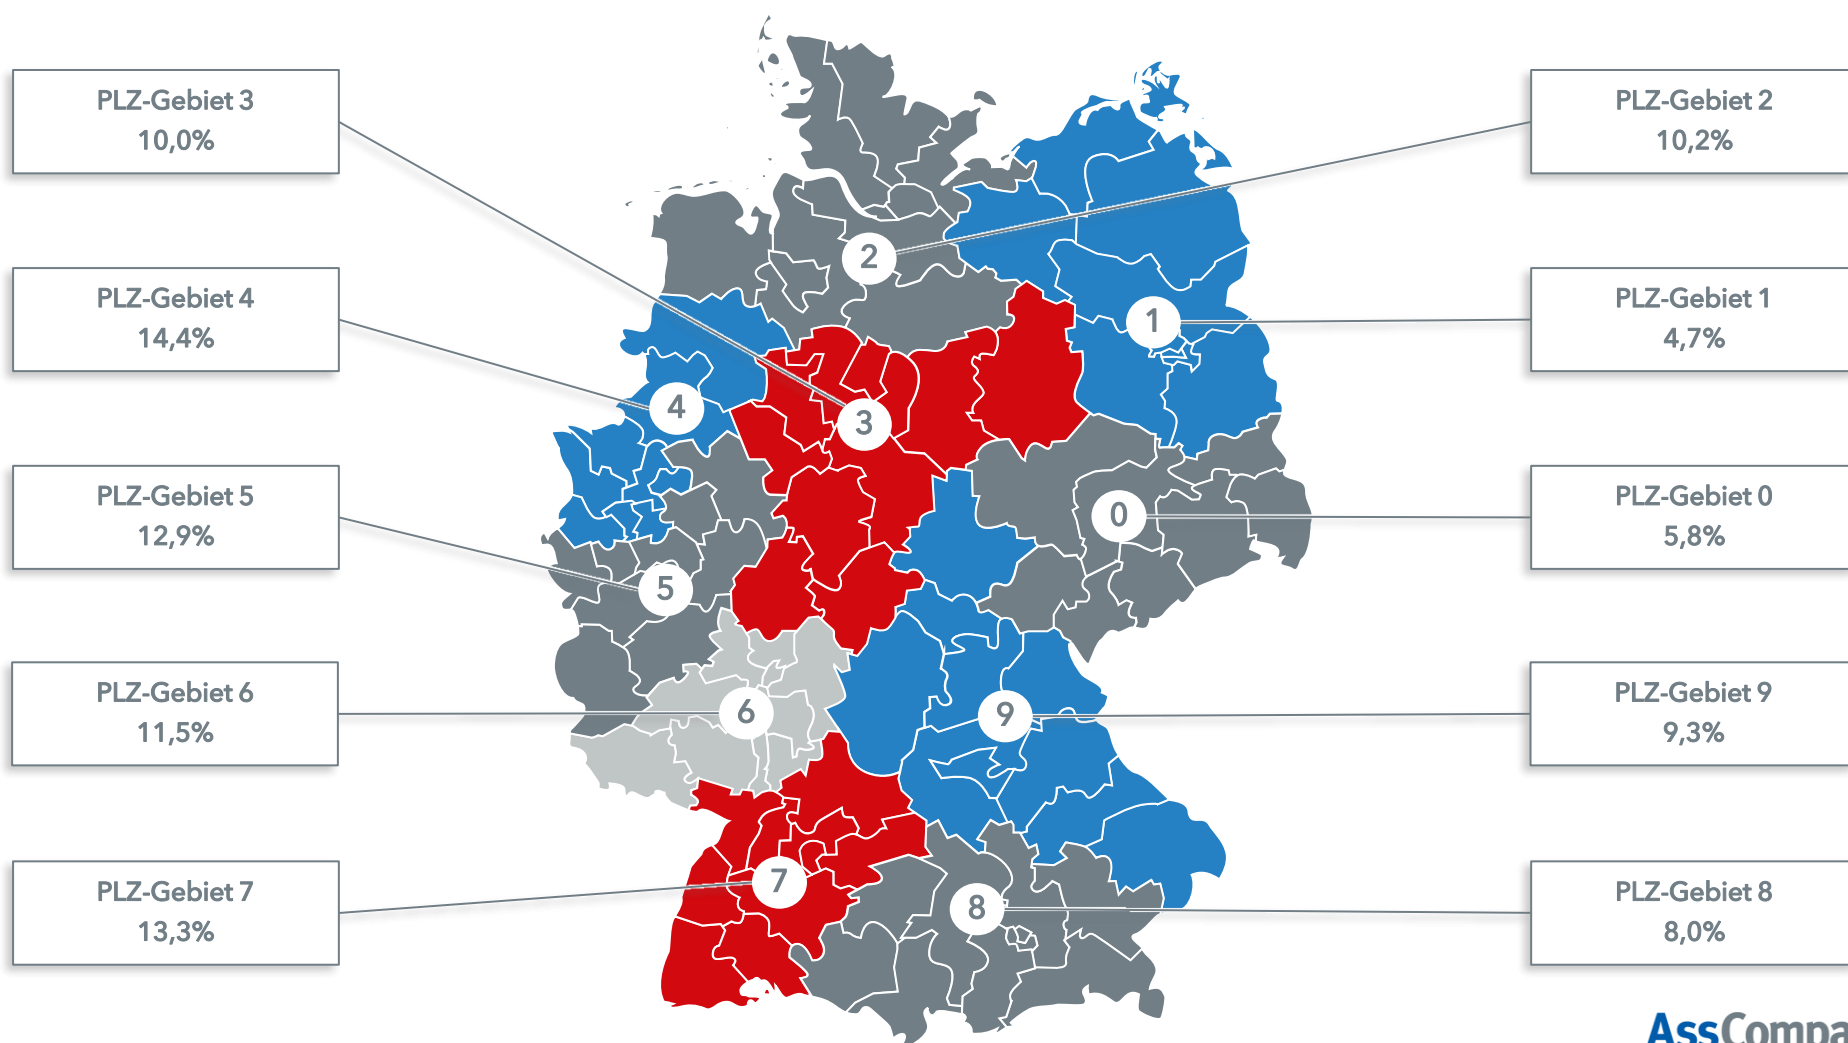 PLZ-Gebiet 3
10,0%
PLZ-Gebiet 4
14,4%
PLZ-Gebiet 5
12,9%
PLZ-Gebiet 6
11,5%
PLZ-Gebiet 7
13,3%
2
1
4
3
0
5
6
9
7
8
PLZ-Gebiet 2
10,2%
PLZ-Gebiet 1
4,7%
PLZ-Gebiet 0
5,8%
PLZ-Gebiet 9
9,3%
PLZ-Gebiet 8
8,0%
AssCompa